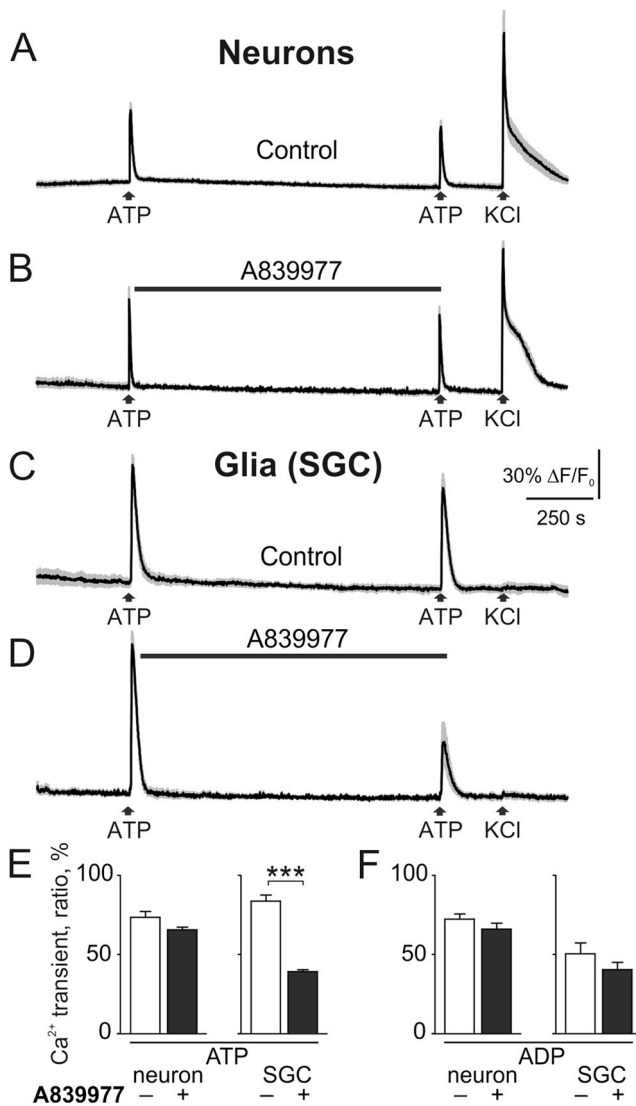 A
Neurons
Control
ATP ATP KCl
B
A839977
ATP ATP KCl
C
Glia (SGC)
30% ΔF/F₀
250 s
Control
ATP ATP KCl
D
A839977
ATP ATP KCl
E
F
Ca²⁺ transient, ratio, %
100
50
0
***
100
50
0
ATP
ADP
neuron SGC neuron SGC
A839977 – + – + – + – +